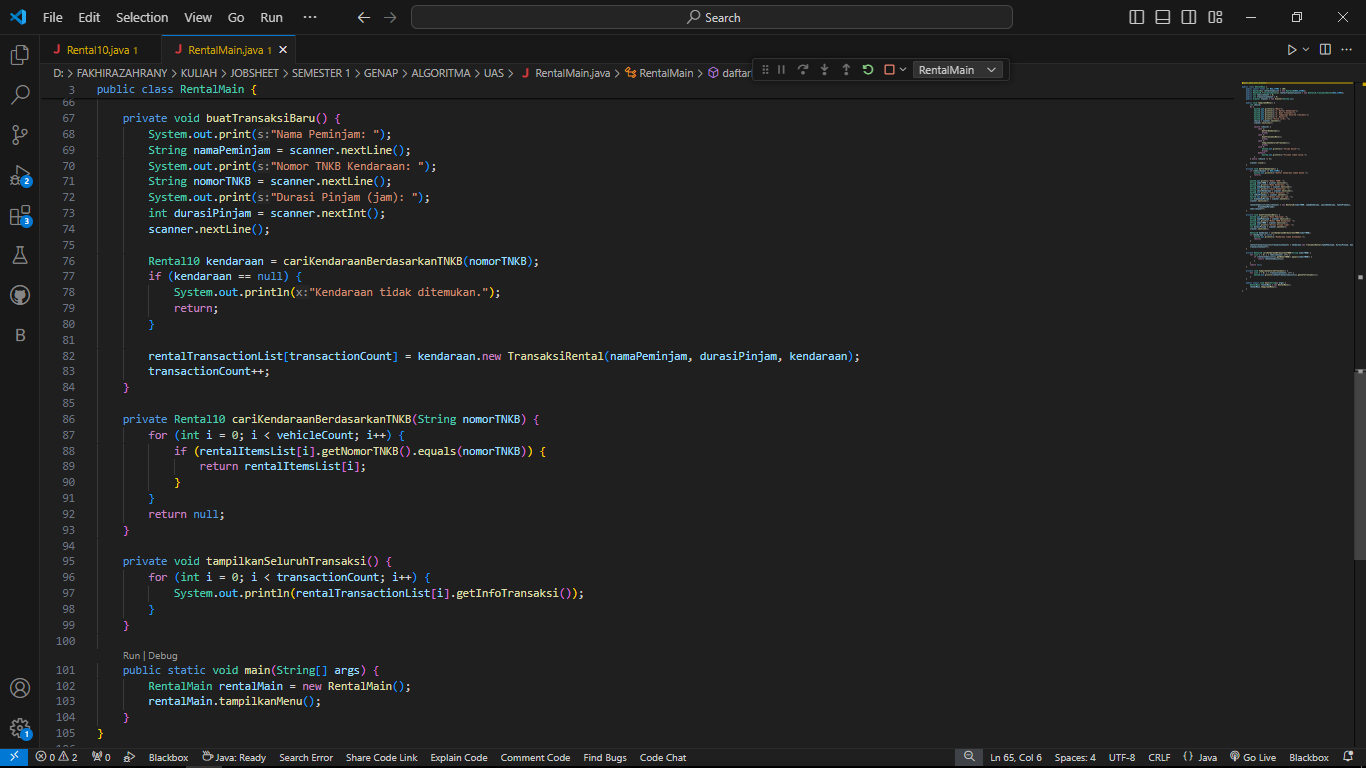 File Edit Selection View Go Run ··· Search
Rental10.java 1 RentalMain.java 1
D: > FAKHIRAZAHRANY > KULIAH > JOBSHEET > SEMESTER 1 > GENAP > ALGORITMA > UAS > RentalMain.java > RentalMain > daftar
RentalMain
3 public class RentalMain {
66
67 private void buatTransaksiBaru() {
68 System.out.print(s:"Nama Peminjam: ");
69 String namaPeminjam = scanner.nextLine();
70 System.out.print(s:"Nomor TNKB Kendaraan: ");
71 String nomorTNKB = scanner.nextLine();
72 System.out.print(s:"Durasi Pinjam (jam): ");
73 int durasiPinjam = scanner.nextInt();
74 scanner.nextLine();
75
76 Rental10 kendaraan = cariKendaraanBerdasarkanTNKB(nomorTNKB);
77 if (kendaraan == null) {
78 System.out.println(x:"Kendaraan tidak ditemukan.");
79 return;
80 }
81
82 rentalTransactionList[transactionCount] = kendaraan.new TransaksiRental(namaPeminjam, durasiPinjam, kendaraan);
83 transactionCount++;
84 }
85
86 private Rental10 cariKendaraanBerdasarkanTNKB(String nomorTNKB) {
87 for (int i = 0; i < vehicleCount; i++) {
88 if (rentalItemsList[i].getNomorTNKB().equals(nomorTNKB)) {
89 return rentalItemsList[i];
90 }
91 }
92 return null;
93 }
94
95 private void tampilkanSeluruhTransaksi() {
96 for (int i = 0; i < transactionCount; i++) {
97 System.out.println(rentalTransactionList[i].getInfoTransaksi());
98 }
99 }
100
Run | Debug
101 public static void main(String[] args) {
102 RentalMain rentalMain = new RentalMain();
103 rentalMain.tampilkanMenu();
104 }
105 }
2
3
B
1
0 2 0 Blackbox Java: Ready Search Error Share Code Link Explain Code Comment Code Find Bugs Code Chat Ln 65, Col 6 Spaces: 4 UTF-8 CRLF {} Java Go Live Blackbox